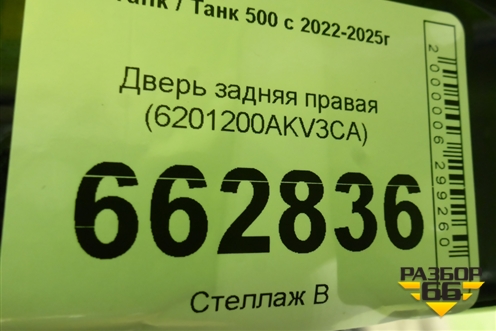 Танк / Танк 500 с 2022-2025г
Дверь задняя правая
(6201200AKV3CA)
662836
Стеллаж В
2000006299260
РАЗБОР
66